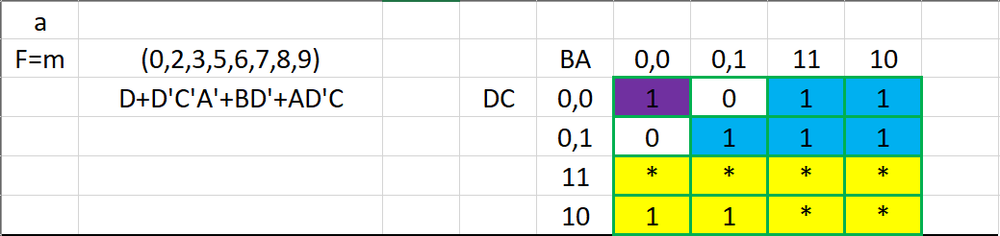 a
F=m (0,2,3,5,6,7,8,9) BA 0,0 0,1 11 10
D+D'C'A'+BD'+AD'C DC 0,0 1 0 1 1
0,1 0 1 1 1
11 * * * *
10 1 1 * *